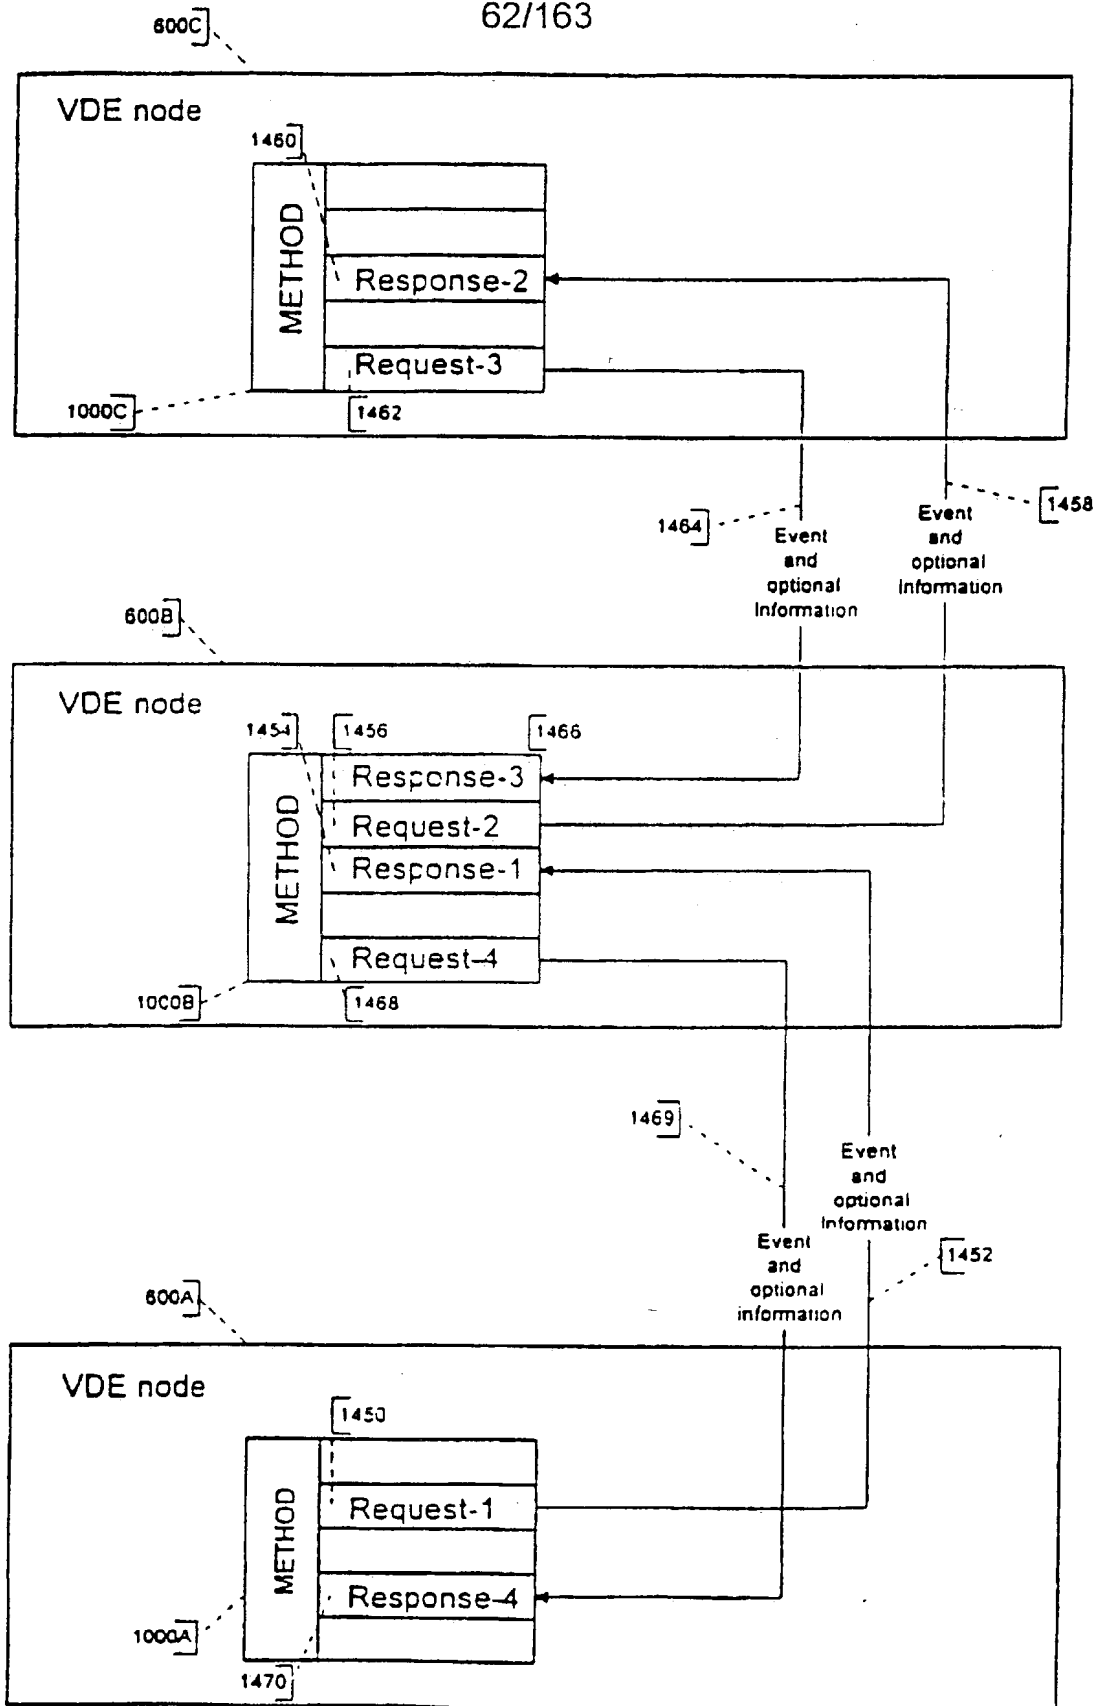 62/163
600C
VDE node
1460
METHOD
Response-2
Request-3
1000C
1462
1464
1458
Event
and
optional
Information
Event
and
optional
Information
600B
VDE node
1454
1456
1466
METHOD
Response-3
Request-2
Response-1
Request-4
1000B
1468
1469
Event
and
optional
Information
Event
and
optional
information
1452
600A
VDE node
1450
METHOD
Request-1
Response-4
1000A
1470